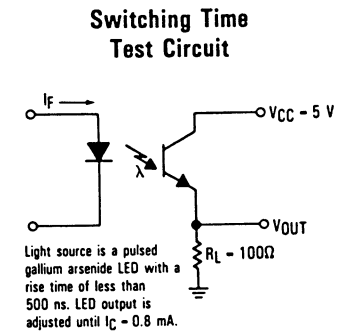 Switching Time
Test Circuit
IF
λ
VCC - 5 V
VOUT
RL - 100Ω
Light source is a pulsed
gallium arsenide LED with a
rise time of less than
500 ns. LED output is
adjusted until IC - 0.8 mA.